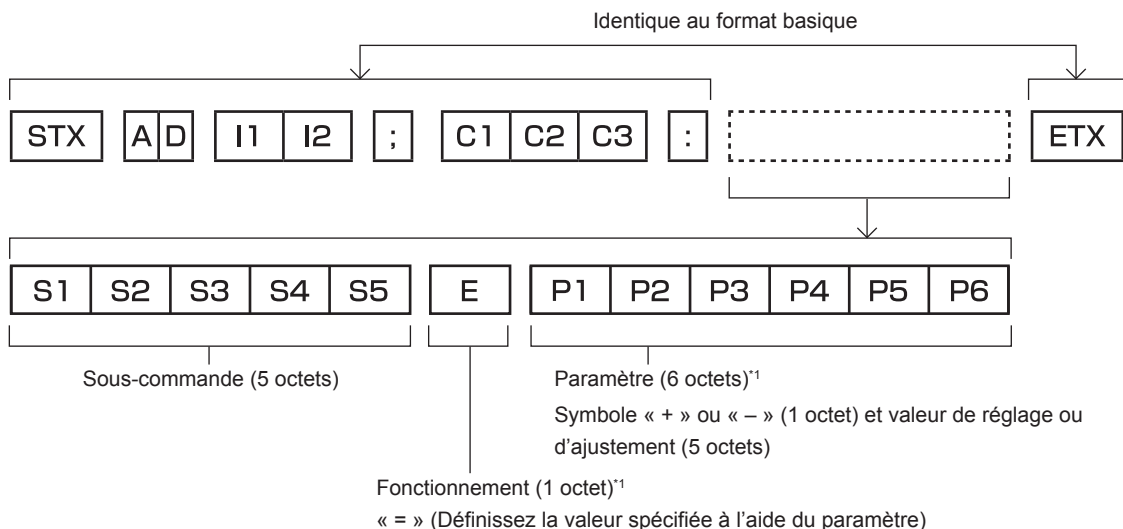 Identique au format basique
STX A D I1 I2 ; C1 C2 C3 : ETX
S1 S2 S3 S4 S5 E P1 P2 P3 P4 P5 P6
Sous-commande (5 octets)
Paramètre (6 octets)*1
Symbole « + » ou « – » (1 octet) et valeur de réglage ou
d’ajustement (5 octets)
Fonctionnement (1 octet)*1
« = » (Définissez la valeur spécifiée à l’aide du paramètre)